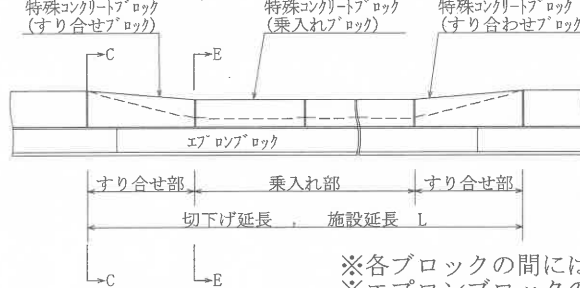 特殊コンクリートブロック 特殊コンクリートブロック 特殊コンクリートブロック
(すり合せブロック) (乗入れブロック) (すり合わせブロック)
C E
エプロンブロック
すり合せ部 乗入れ部 すり合せ部
切下げ延長 , 施設延長 L
C E
※各ブロックの間には
※エプロンブロックの